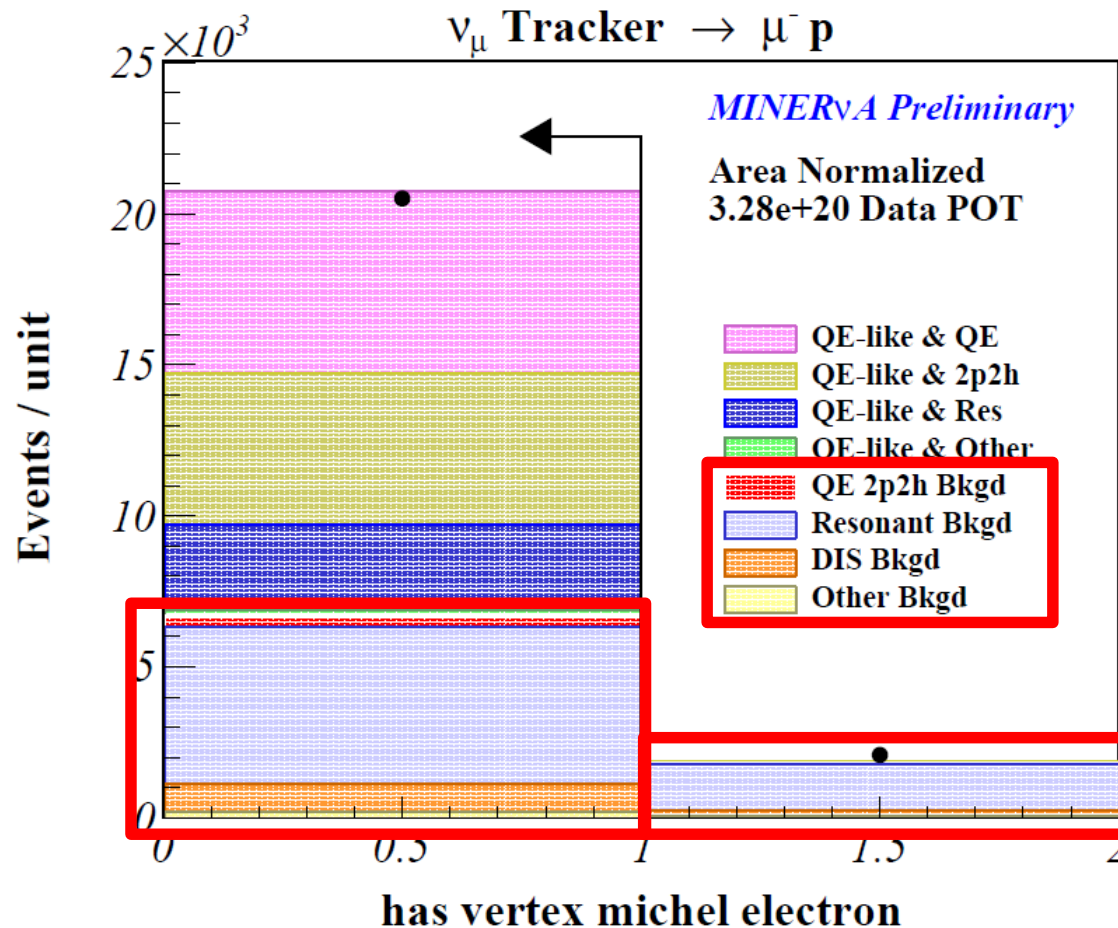 ν_μ Tracker → μ⁻ p
×10³
25
MINERνA Preliminary
Area Normalized
3.28e+20 Data POT
20
15
10
5
0
Events / unit
QE-like & QE
QE-like & 2p2h
QE-like & Res
QE-like & Other
QE 2p2h Bkgd
Resonant Bkgd
DIS Bkgd
Other Bkgd
0 0.5 1 1.5 2
has vertex michel electron